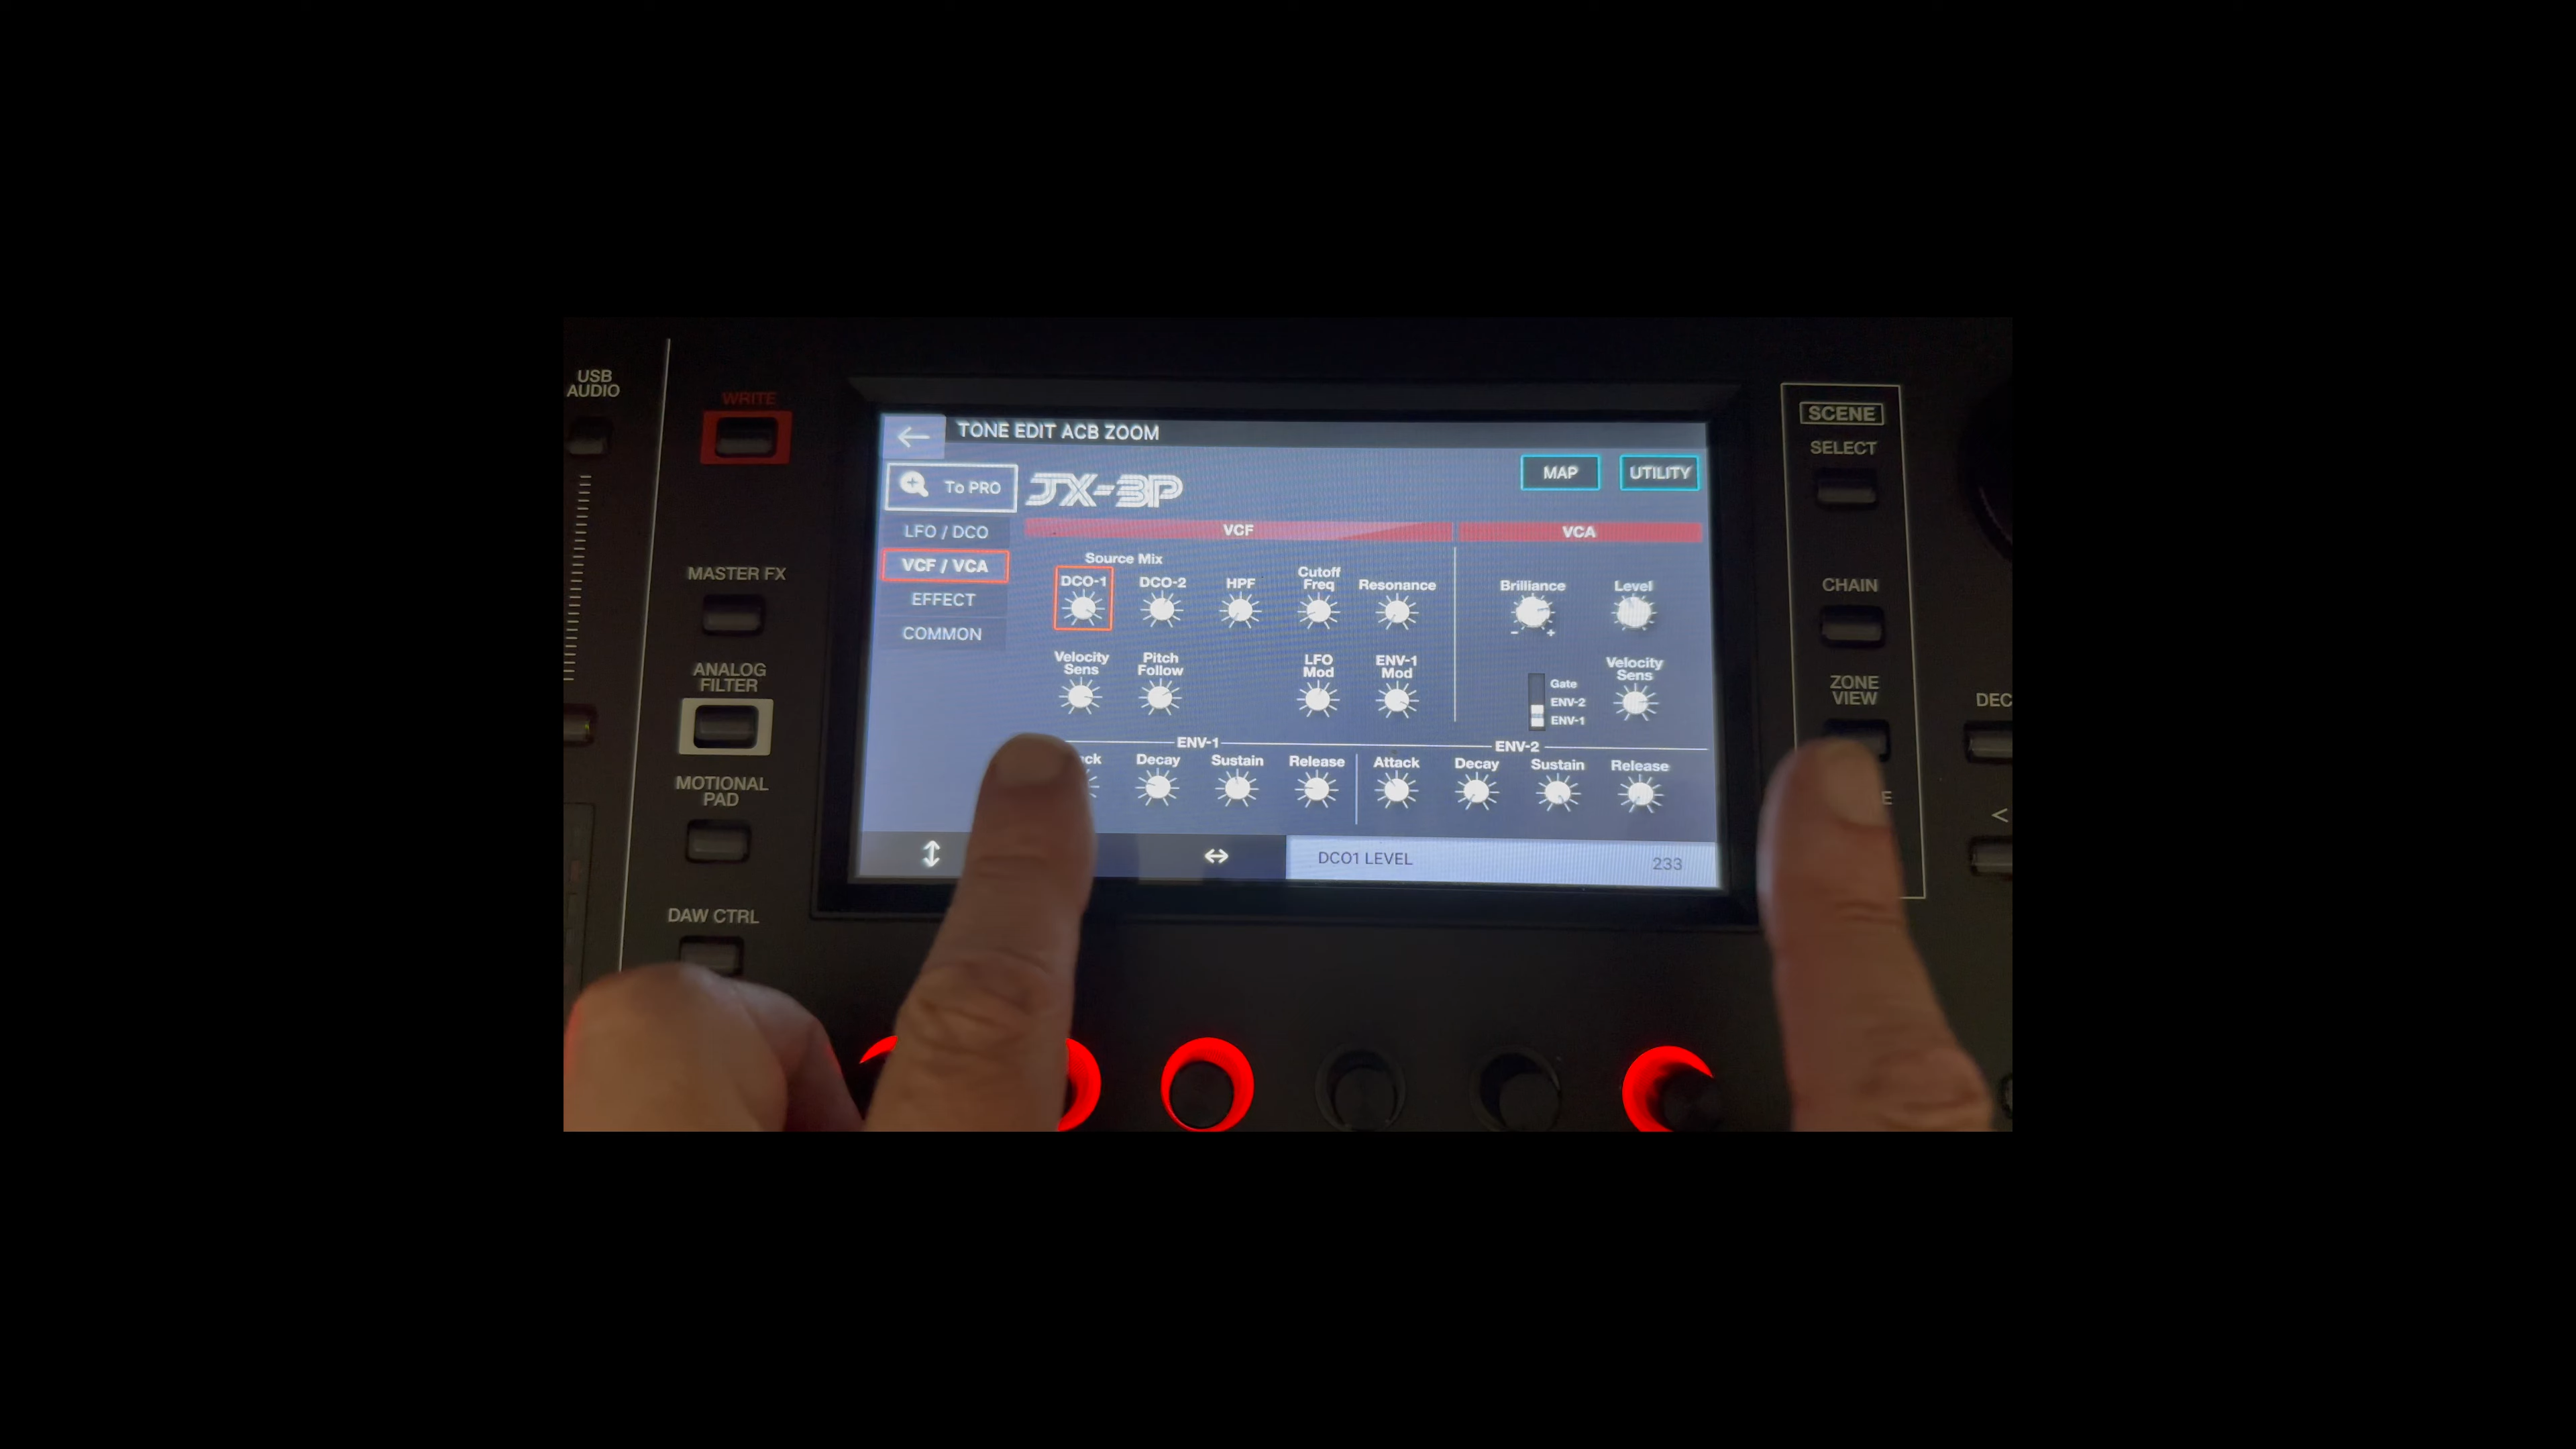 USB
AUDIO
WRITE
MASTER FX
ANALOG
FILTER
MOTIONAL
PAD
DAW CTRL
TONE EDIT ACB ZOOM
To PRO
JX-3P
MAP
UTILITY
LFO / DCO
VCF / VCA
EFFECT
COMMON
VCF
VCA
Source Mix
DCO-1
DCO-2
HPF
Cutoff
Freq
Resonance
Brilliance
- +
Level
Velocity
Sens
Pitch
Follow
LFO
Mod
ENV-1
Mod
Gate
ENV-2
ENV-1
Velocity
Sens
ENV-1
ENV-2
ck
Decay
Sustain
Release
Attack
Decay
Sustain
Release
DCO1 LEVEL
233
SCENE
SELECT
CHAIN
ZONE
VIEW
E
DEC
<